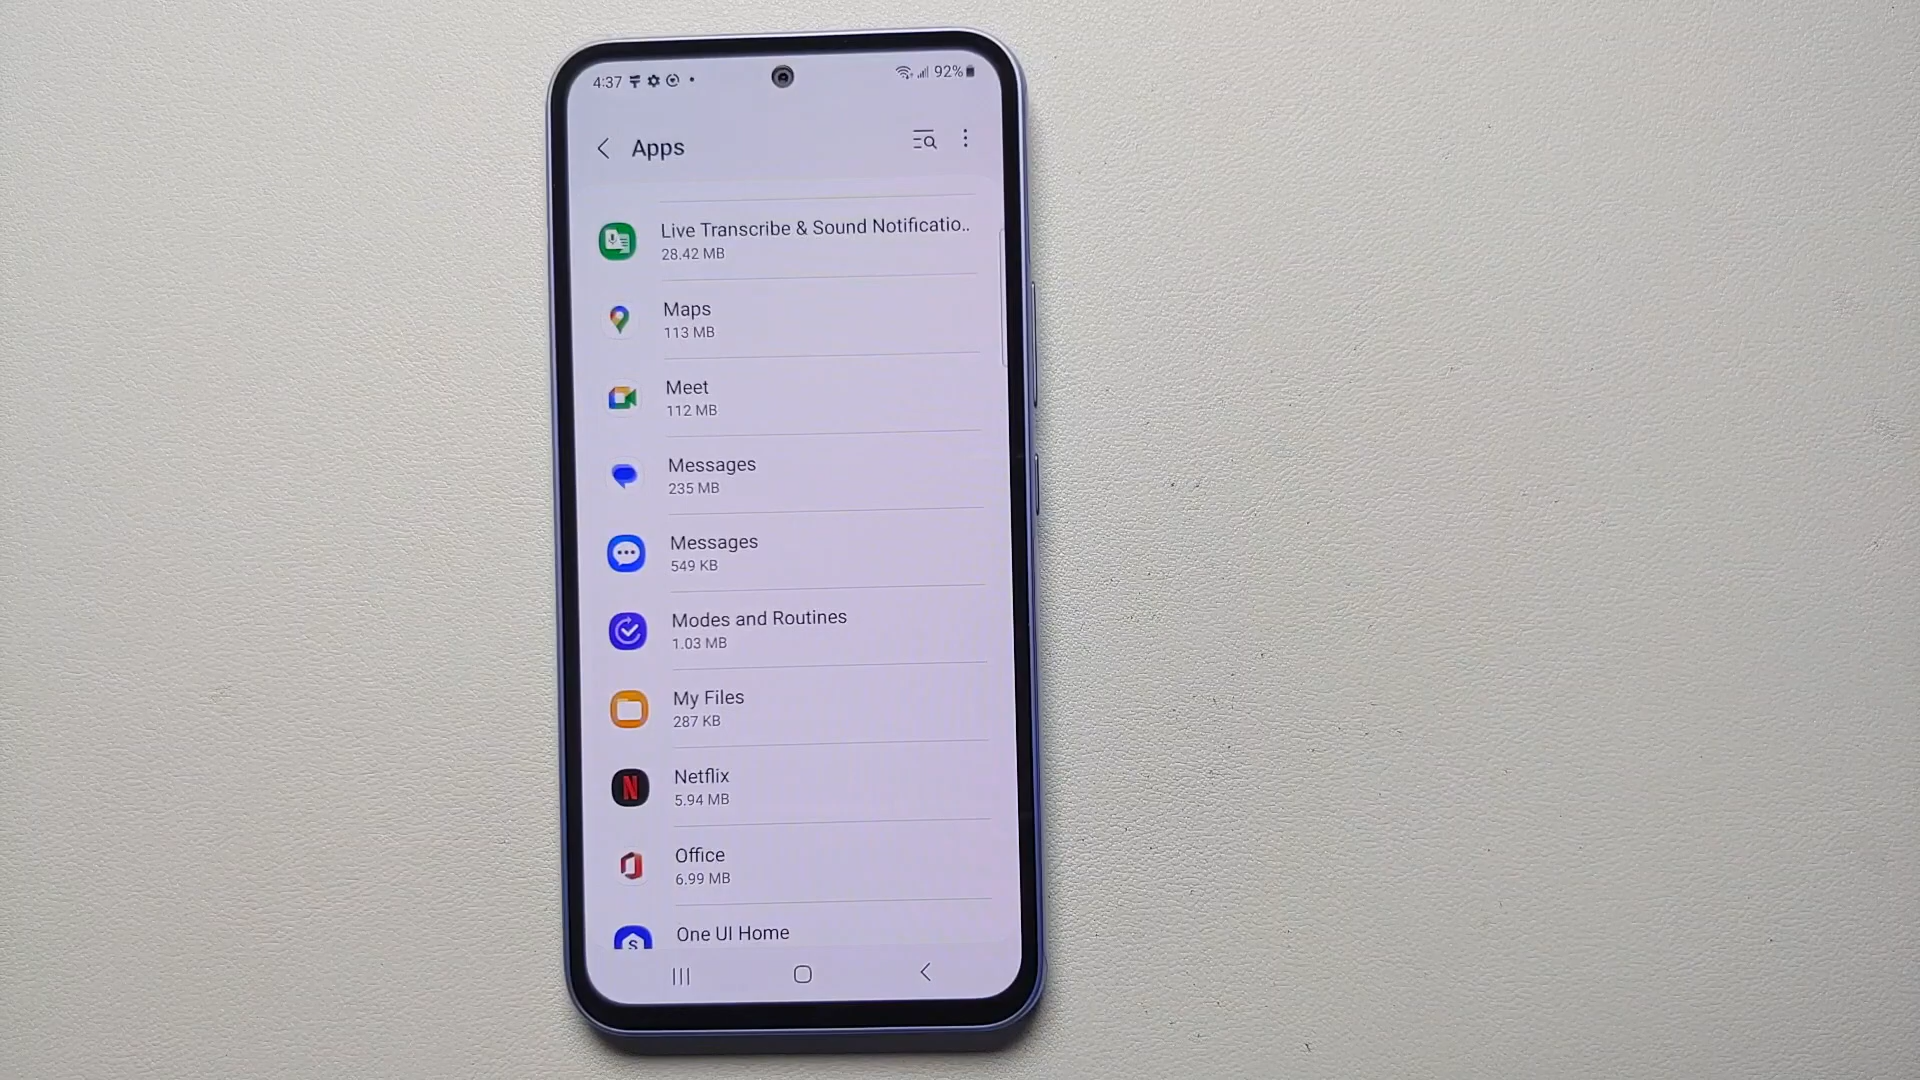 4:37 92%
Apps
Live Transcribe & Sound Notificatio..
28.42 MB
Maps
113 MB
Meet
112 MB
Messages
235 MB
Messages
549 KB
Modes and Routines
1.03 MB
My Files
287 KB
N
Netflix
5.94 MB
Office
6.99 MB
S
One UI Home